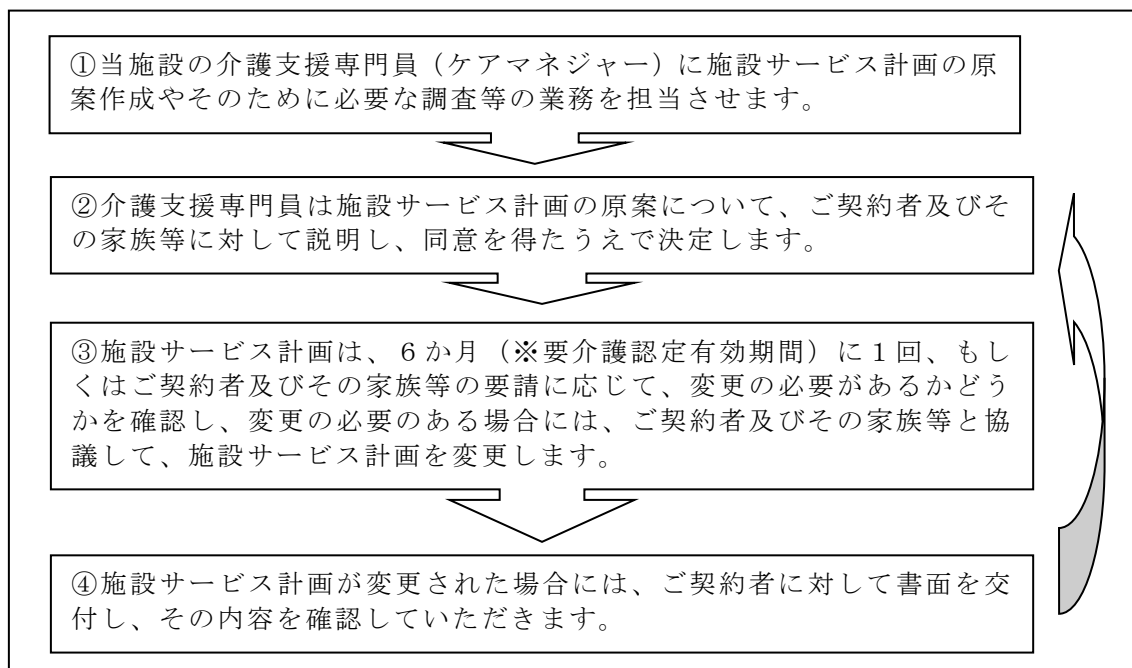 ①当施設の介護支援専門員（ケアマネジャー）に施設サービス計画の原
案作成やそのために必要な調査等の業務を担当させます。
②介護支援専門員は施設サービス計画の原案について、ご契約者及びそ
の家族等に対して説明し、同意を得たうえで決定します。
③施設サービス計画は、６か月（※要介護認定有効期間）に１回、もし
くはご契約者及びその家族等の要請に応じて、変更の必要があるかどう
かを確認し、変更の必要のある場合には、ご契約者及びその家族等と協
議して、施設サービス計画を変更します。
④施設サービス計画が変更された場合には、ご契約者に対して書面を交
付し、その内容を確認していただきます。